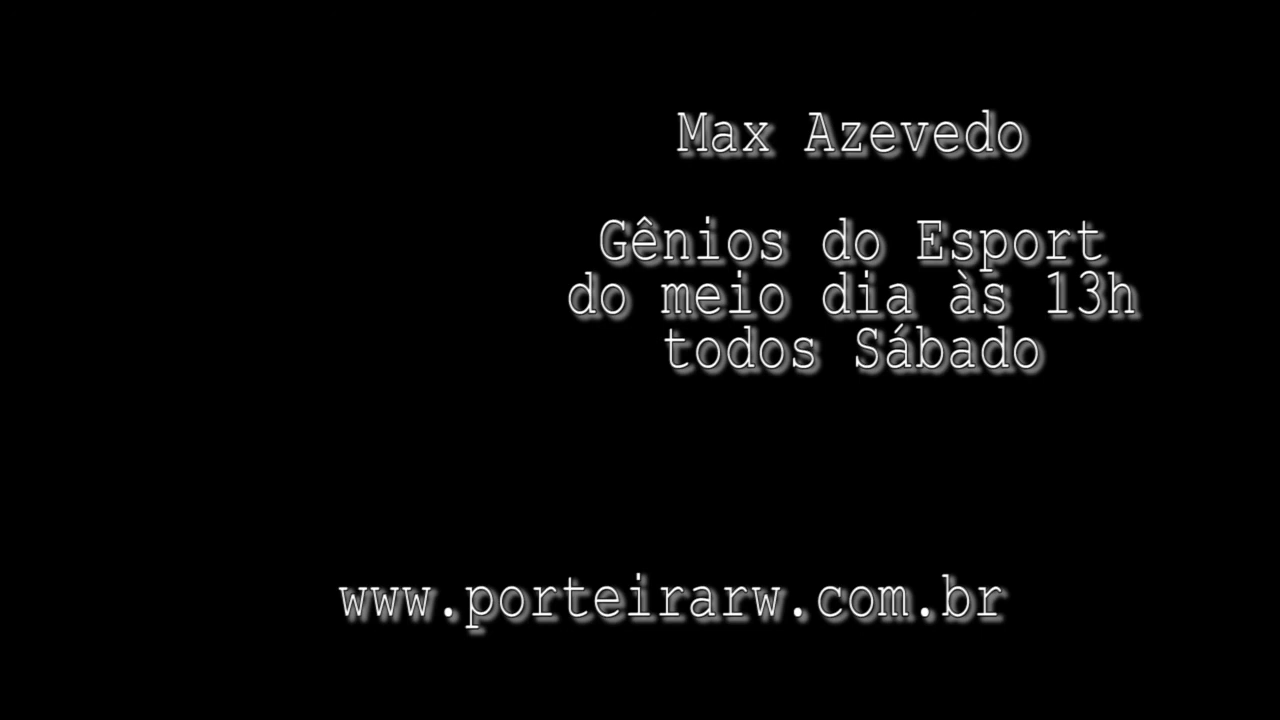 Max Azevedo
Gênios do Esport
do meio dia às 13h
todos Sábado
www.porteirarw.com.br